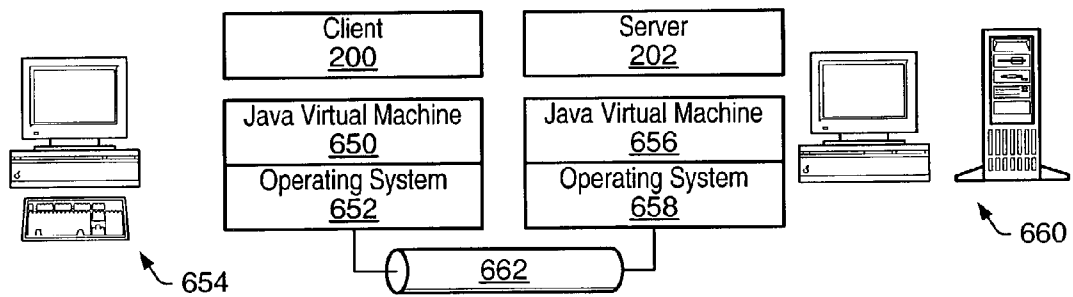 Client
200
Server
202
Java Virtual Machine
650
Java Virtual Machine
656
Operating System
652
Operating System
658
654
662
660